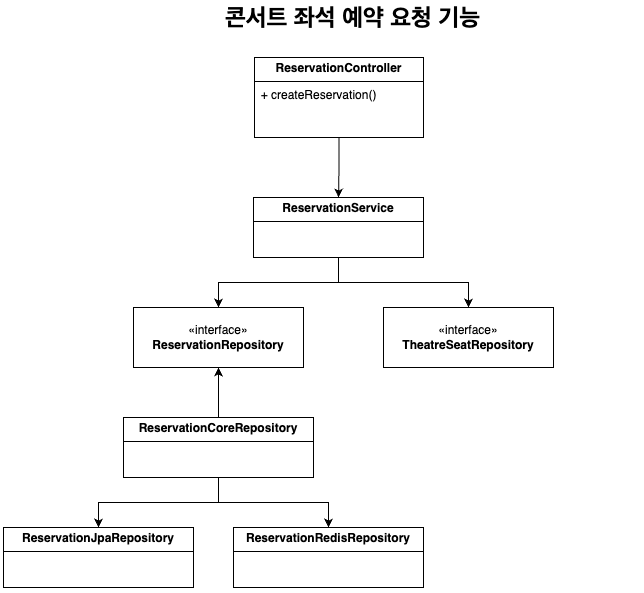 콘서트 좌석 예약 요청 기능
ReservationController
+ createReservation()
ReservationService
«interface»
ReservationRepository
«interface»
TheatreSeatRepository
ReservationCoreRepository
ReservationJpaRepository
ReservationRedisRepository